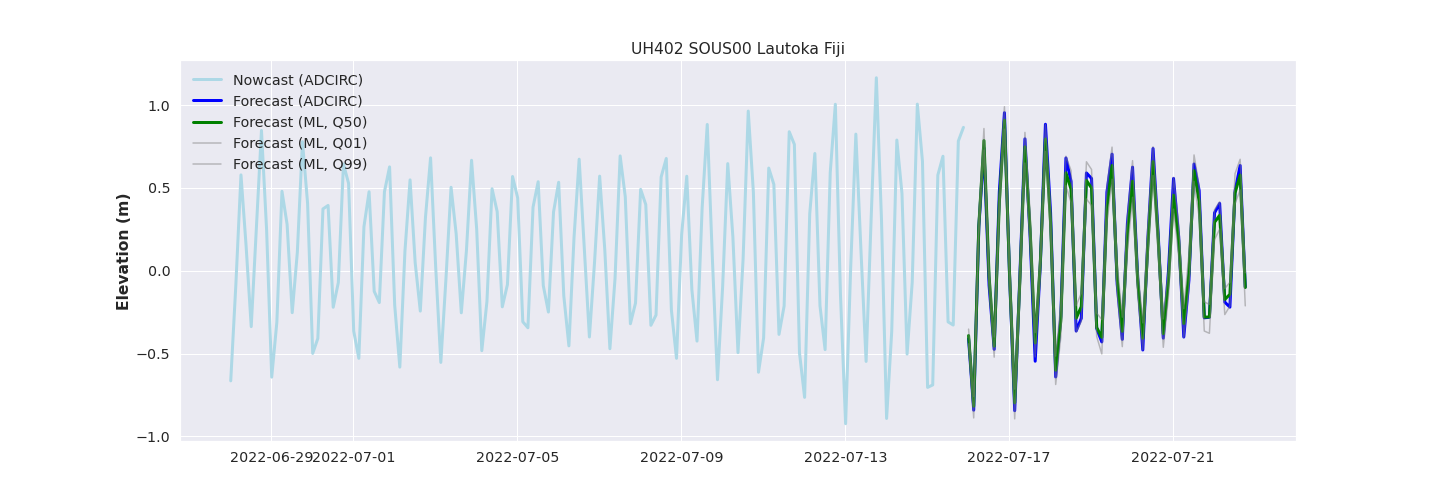 UH402 SOUS00 Lautoka Fiji
Nowcast (ADCIRC)
Forecast (ADCIRC)
Forecast (ML, Q50)
Forecast (ML, Q01)
Forecast (ML, Q99)
Elevation (m)
1.0
0.5
0.0
−0.5
−1.0
2022-06-29 2022-07-01 2022-07-05 2022-07-09 2022-07-13 2022-07-17 2022-07-21